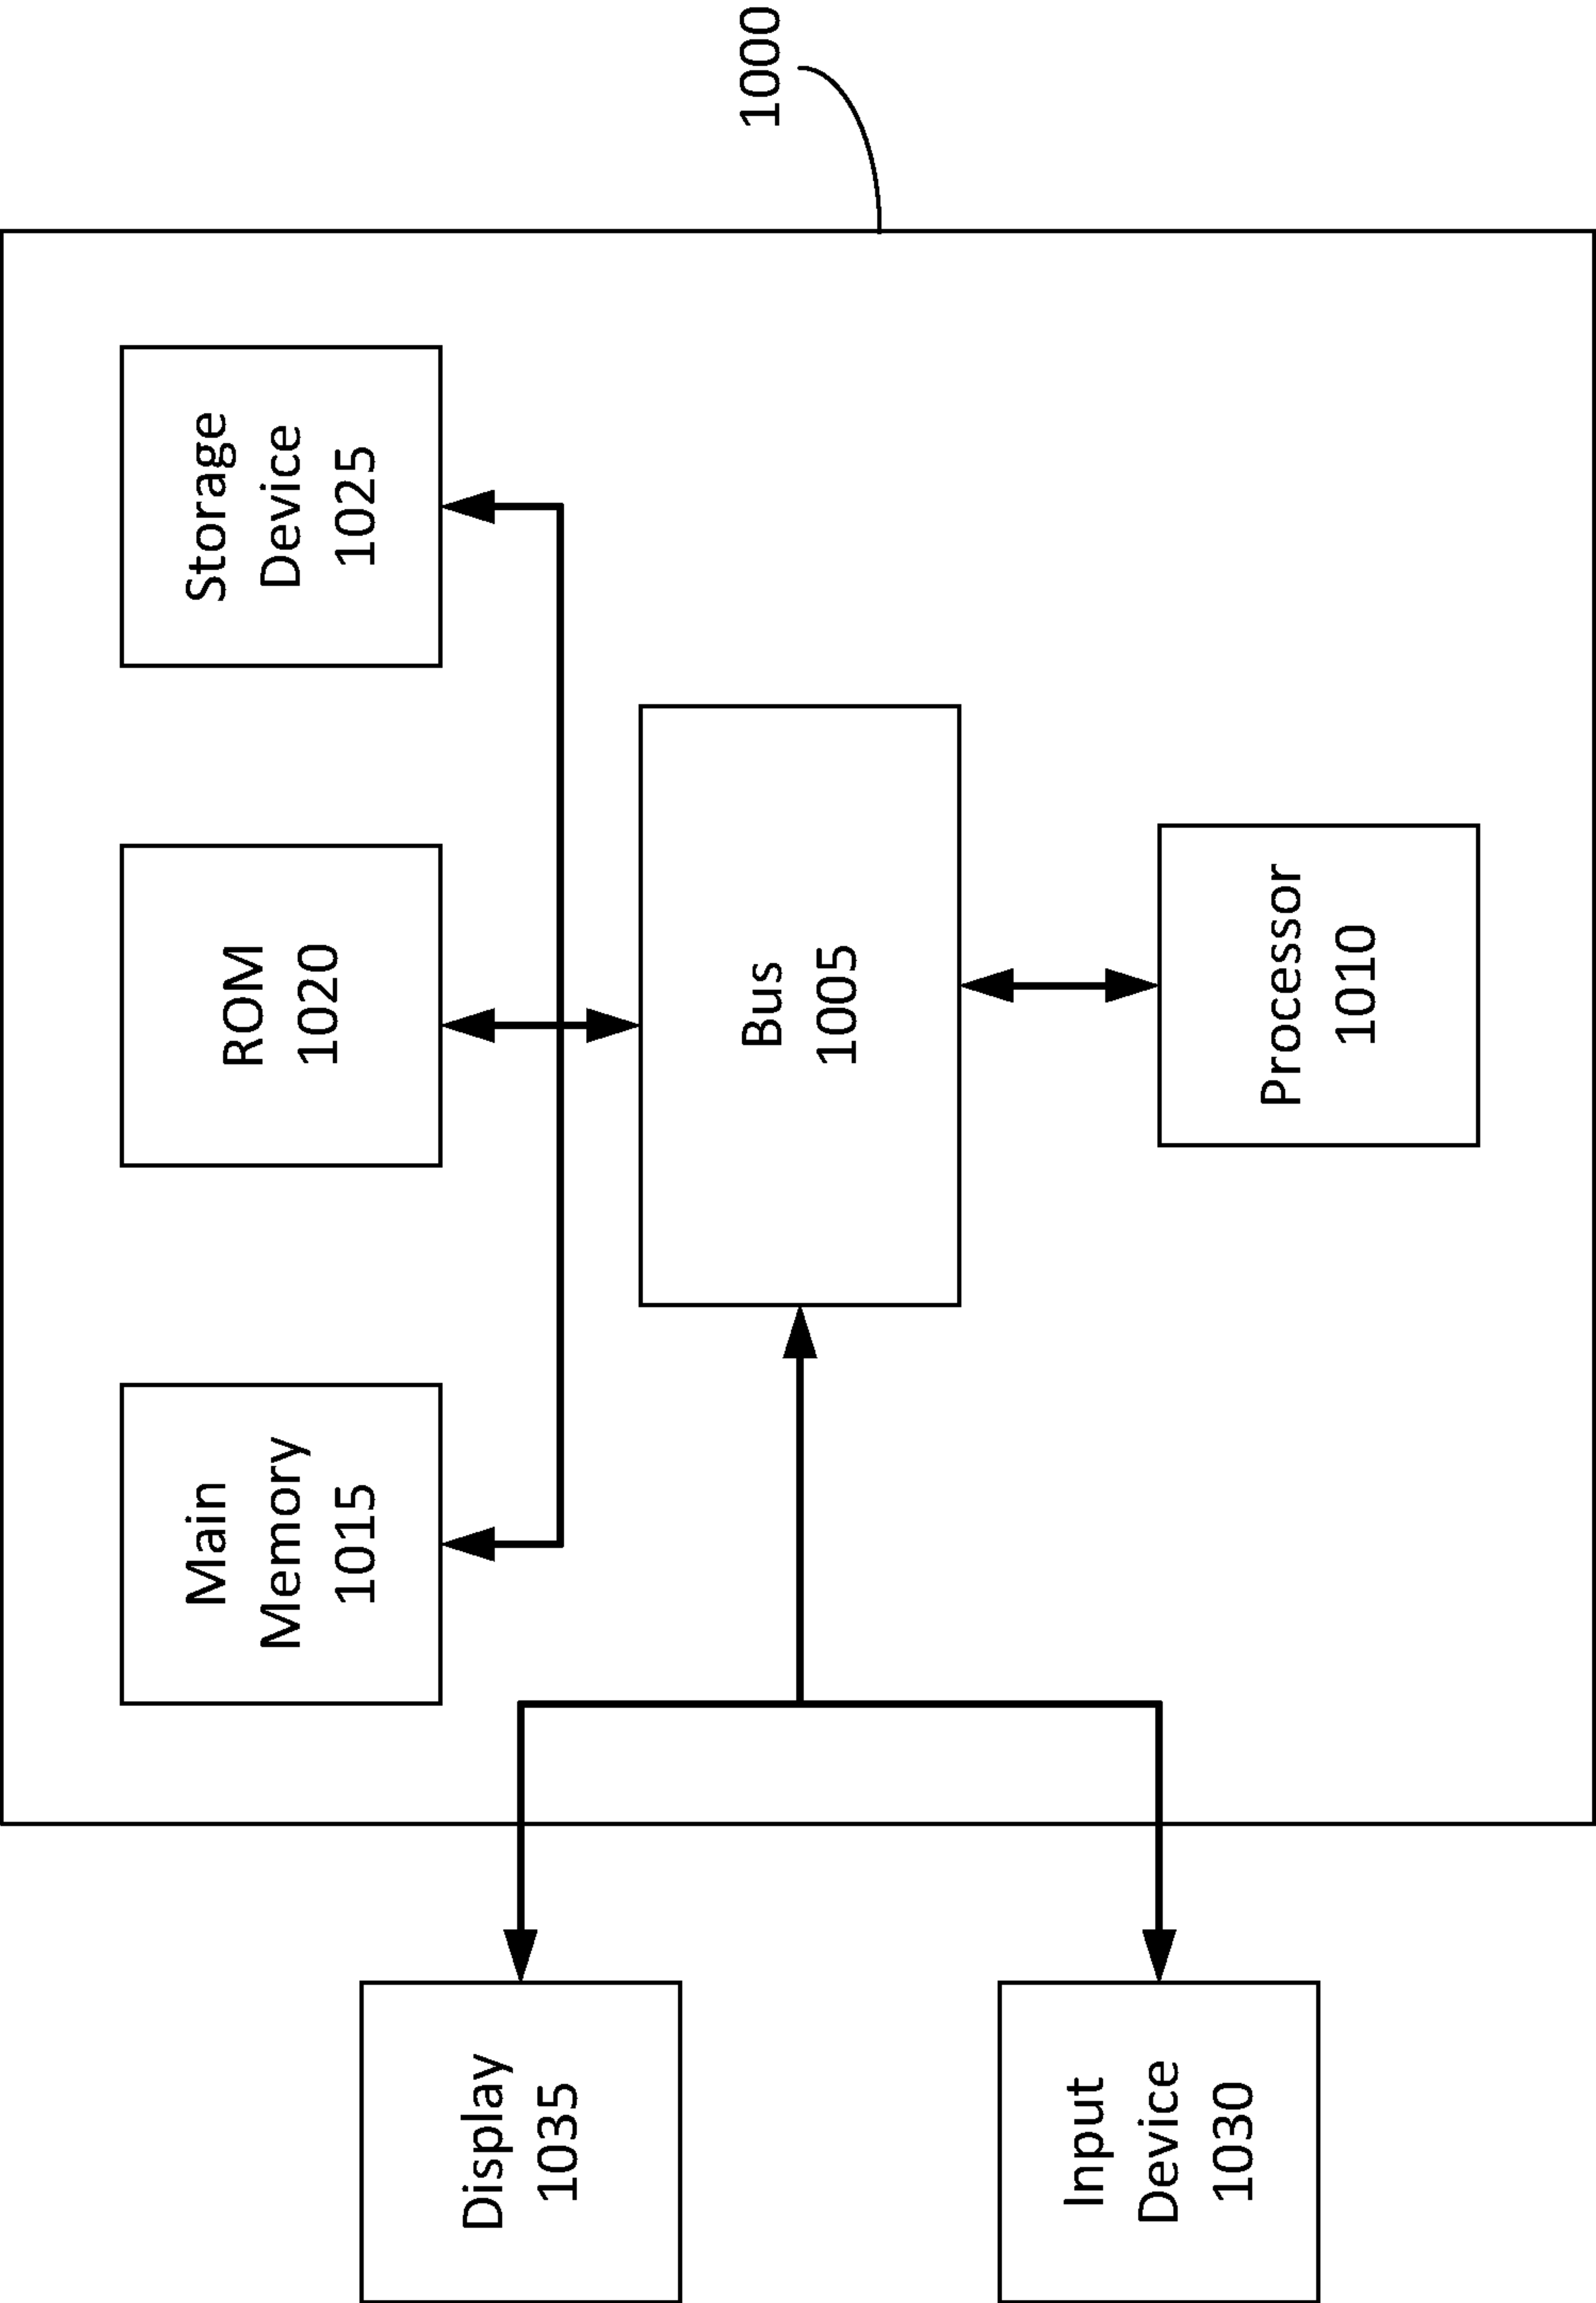 Main
Memory
1015
ROM
1020
Storage
Device
1025
Display
1035
Bus
1005
1000
Input
Device
1030
Processor
1010